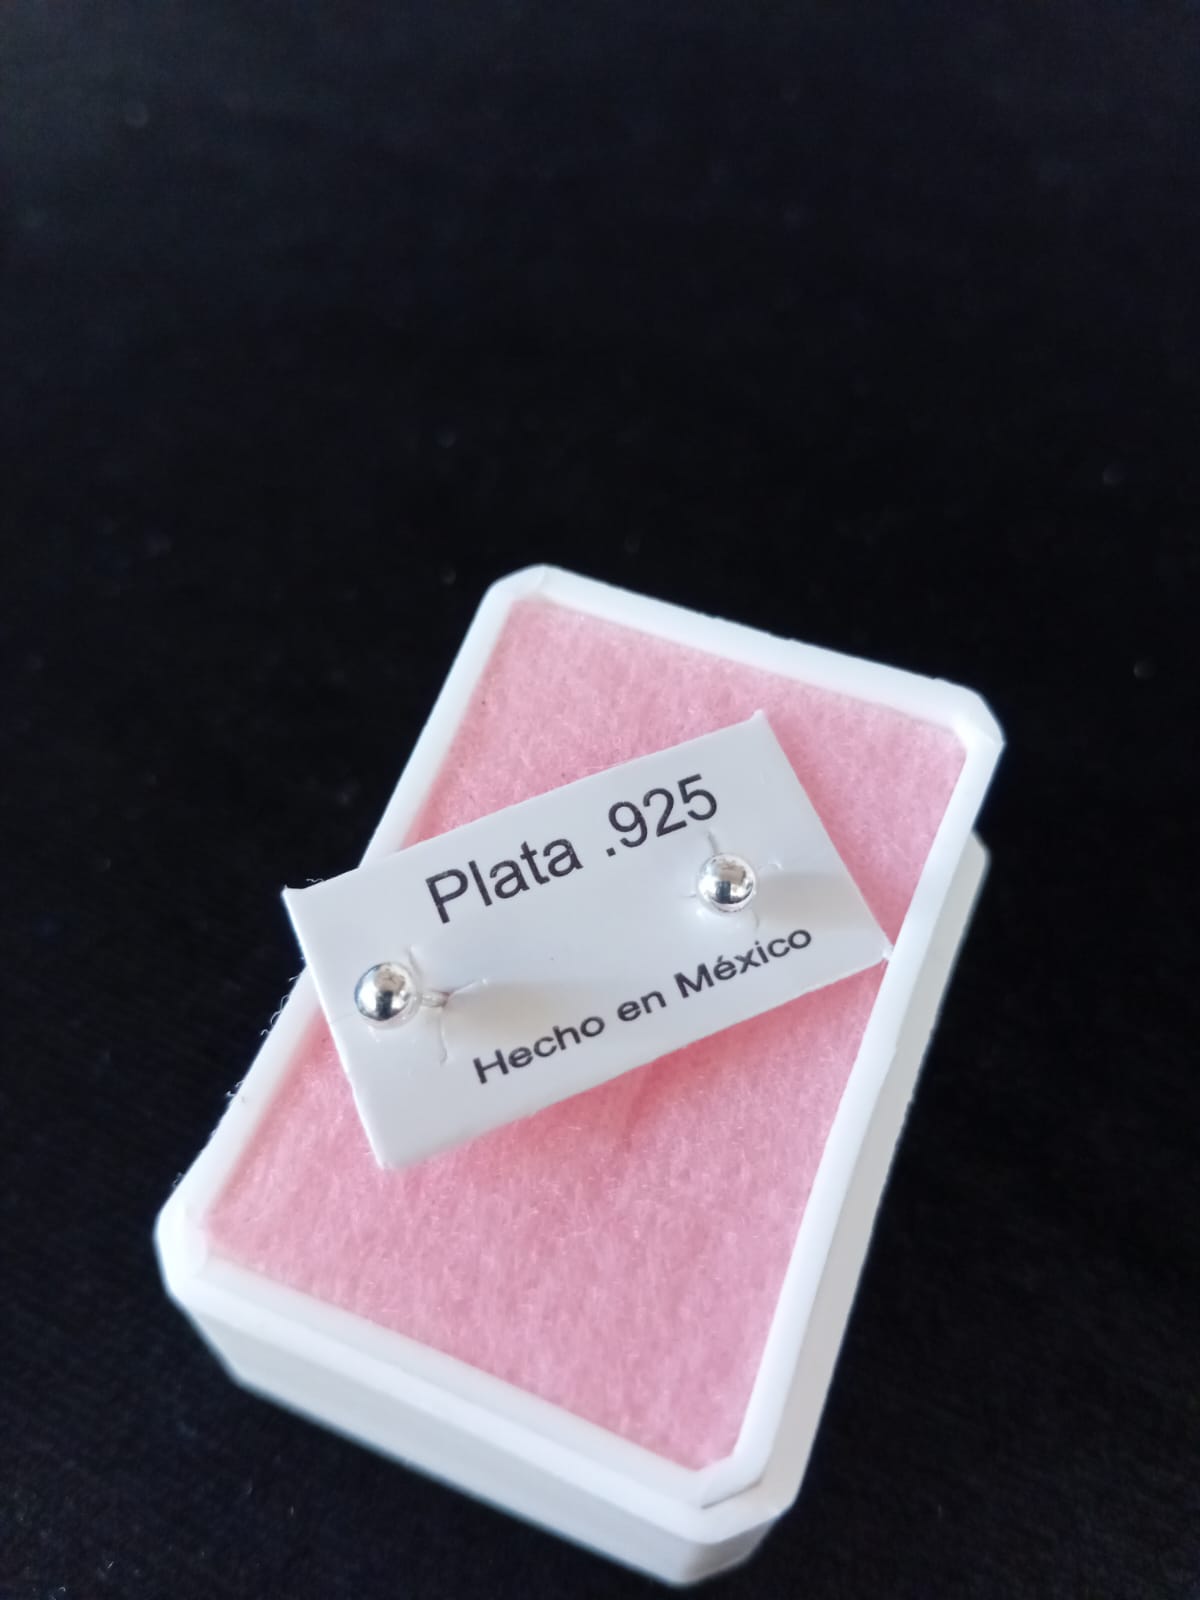 Plata .925
Hecho en México